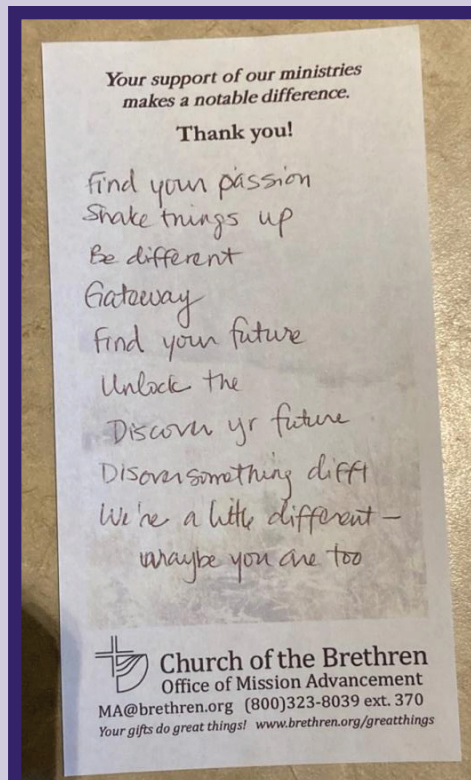 Your support of our ministries
makes a notable difference.
Thank you!
Find your passion
Shake things up
Be different
Gateway
Find your future
Unlock the
Discover yr future
Disover something difft
We're a little different –
maybe you are too
Church of the Brethren
Office of Mission Advancement
MA@brethren.org (800)323-8039 ext. 370
Your gifts do great things! www.brethren.org/greatthings